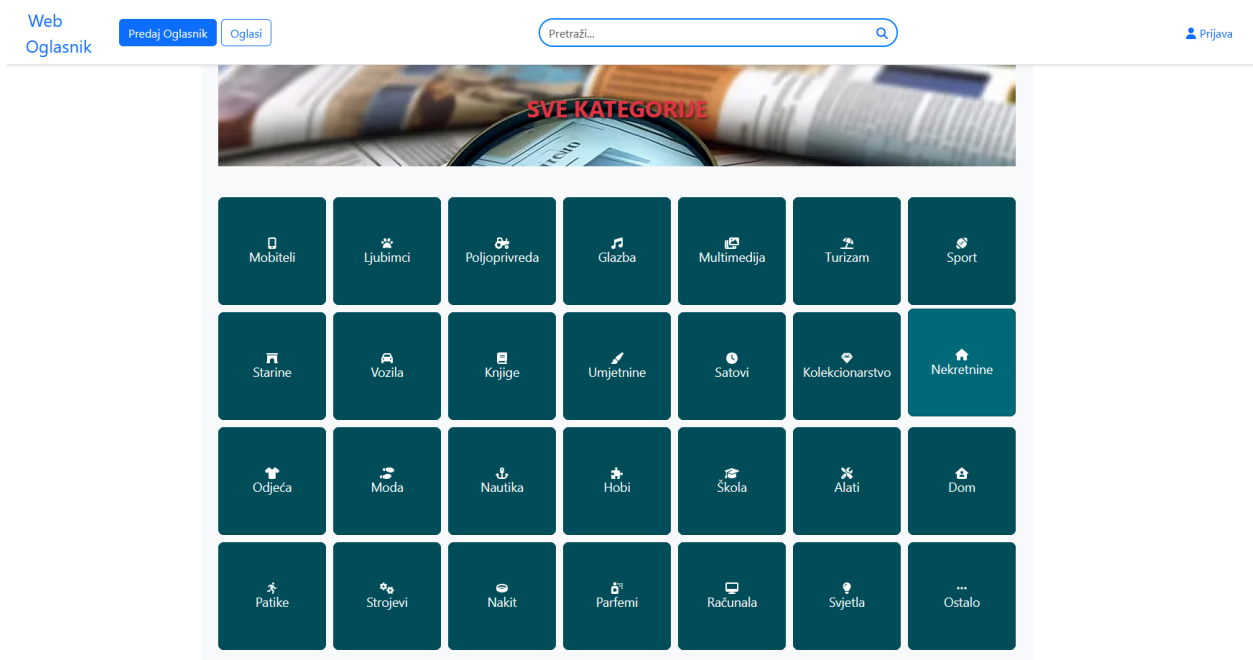 Web
Oglasnik
Predaj Oglasnik
Oglasi
Pretraži...
Prijava
SVE KATEGORIJE
Mobiteli
Ljubimci
Poljoprivreda
Glazba
Multimedija
Turizam
Sport
Starine
Vozila
Knjige
Umjetnine
Satovi
Kolekcionarstvo
Nekretnine
Odjeća
Moda
Nautika
Hobi
Škola
Alati
Dom
Patike
Strojevi
Nakit
Parfemi
Računala
Svjetla
Ostalo